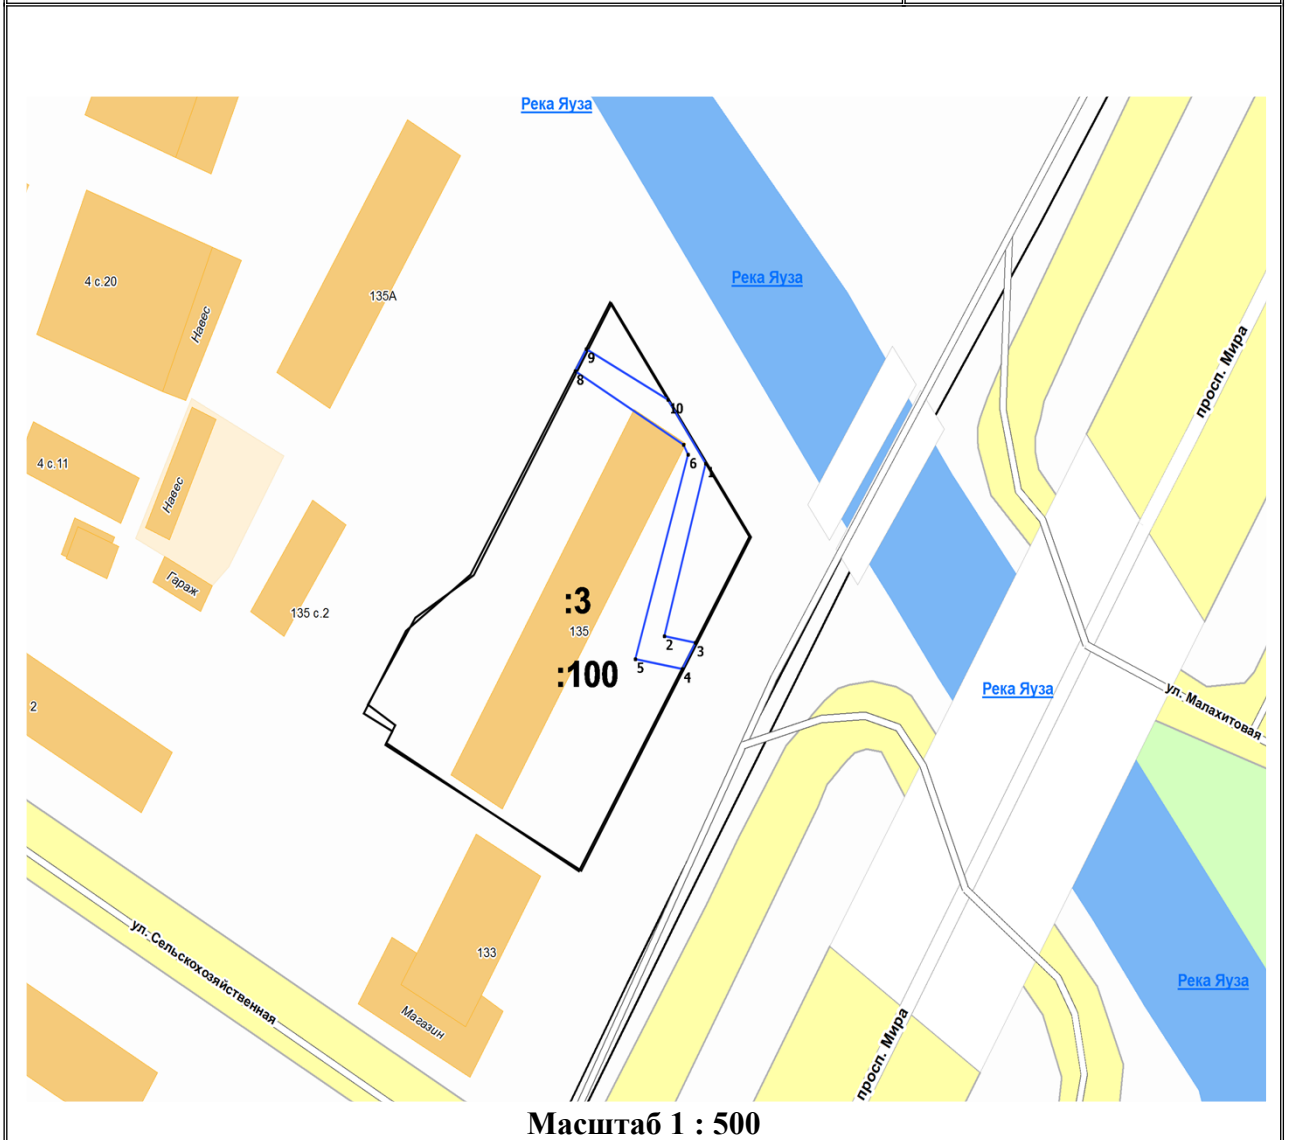 Река Яуза
Река Яуза
4 с.20
Навес
135А
просп. Мира
9
8
10
4 с.11
Навес
6
1
Гараж
135 с.2
:3
135
2
3
5
4
:100
2
Река Яуза
ул. Малахитовая
133
ул. Сельскохозяйственная
Магазин
Река Яуза
просп. Мира
Масштаб 1 : 500